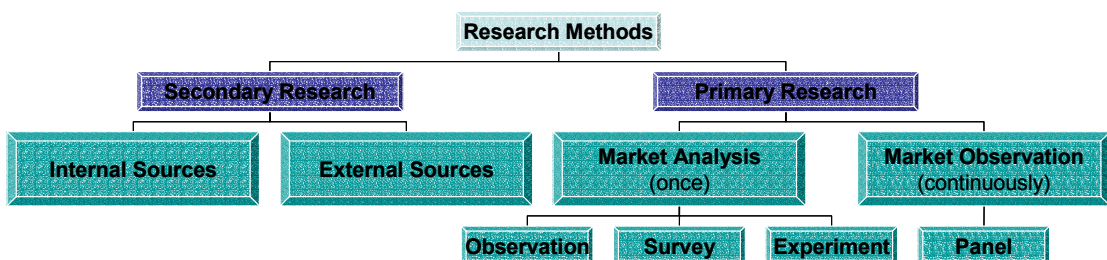 Research Methods
Secondary Research
Primary Research
Internal Sources
External Sources
Market Analysis
(once)
Market Observation
(continuously)
Observation
Survey
Experiment
Panel